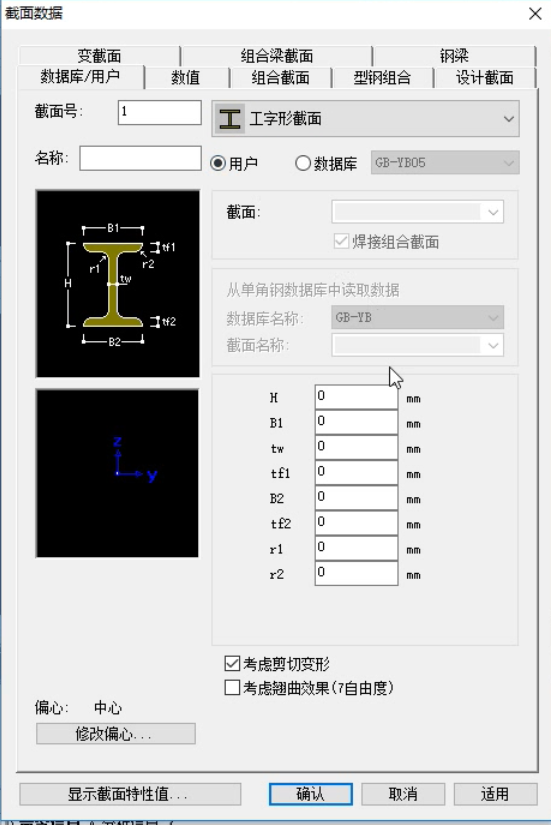 截面数据
变截面 组合梁截面 钢梁
数据库/用户 数值 组合截面 型钢组合 设计截面
截面号: 1 工字形截面
名称: 用户 数据库 GB-YB05
截面:
焊接组合截面
从单角钢数据库中读取数据
数据库名称: GB-YB
截面名称:
B1
tf1
r1 r2
H tw
tf2
B2
H 0 mm
B1 0 mm
tw 0 mm
tf1 0 mm
B2 0 mm
tf2 0 mm
r1 0 mm
r2 0 mm
z
y
考虑剪切变形
考虑翘曲效果(7自由度)
偏心: 中心
修改偏心...
显示截面特性值... 确认 取消 适用